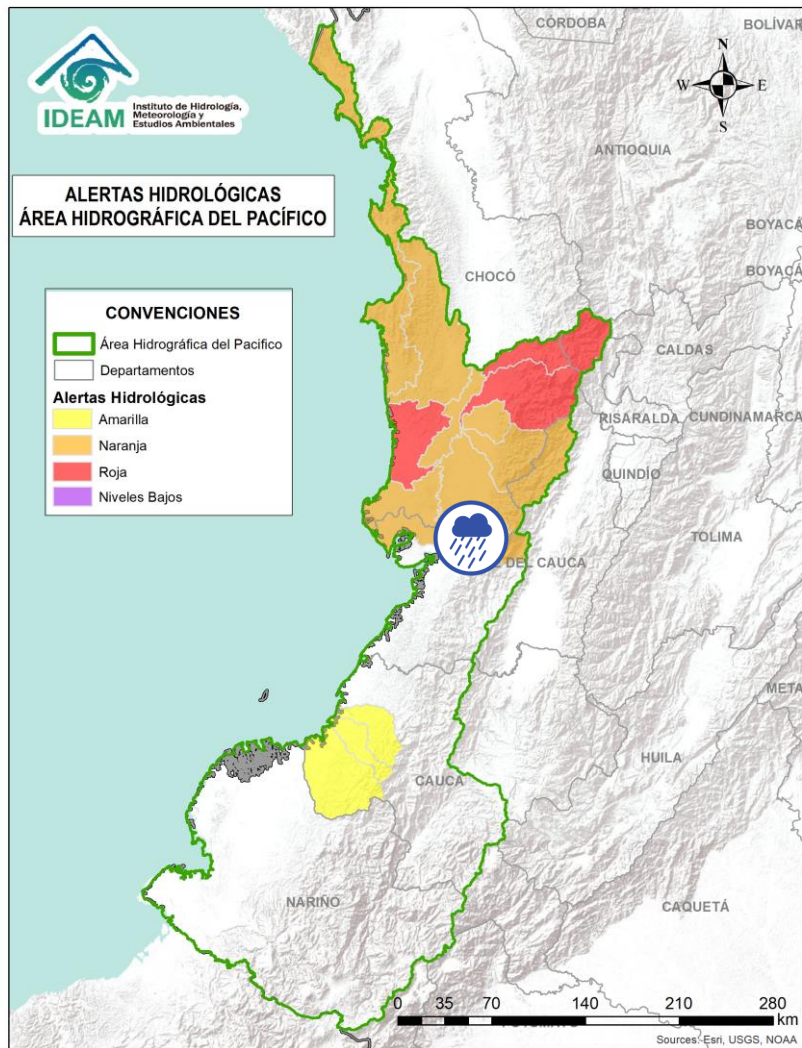 IDEAM
Instituto de Hidrología,
Meteorología y
Estudios Ambientales
N
W
E
S
ALERTAS HIDROLÓGICAS
ÁREA HIDROGRÁFICA DEL PACÍFICO
CONVENCIONES
Área Hidrográfica del Pacifico
Departamentos
Alertas Hidrológicas
Amarilla
Naranja
Roja
Niveles Bajos
CÓRDOBA
BOLÍVAR
ANTIOQUIA
BOYACÁ
CHOCÓ
BOYACÁ
CALDAS
RISARALDA
CUNDINAMARCA
QUINDÍO
TOLIMA
DEL CAUCA
META
HUILA
CAUCA
NARIÑO
CAQUETÁ
0 35 70 140 210 280
km
Sources: Esri, USGS, NOAA